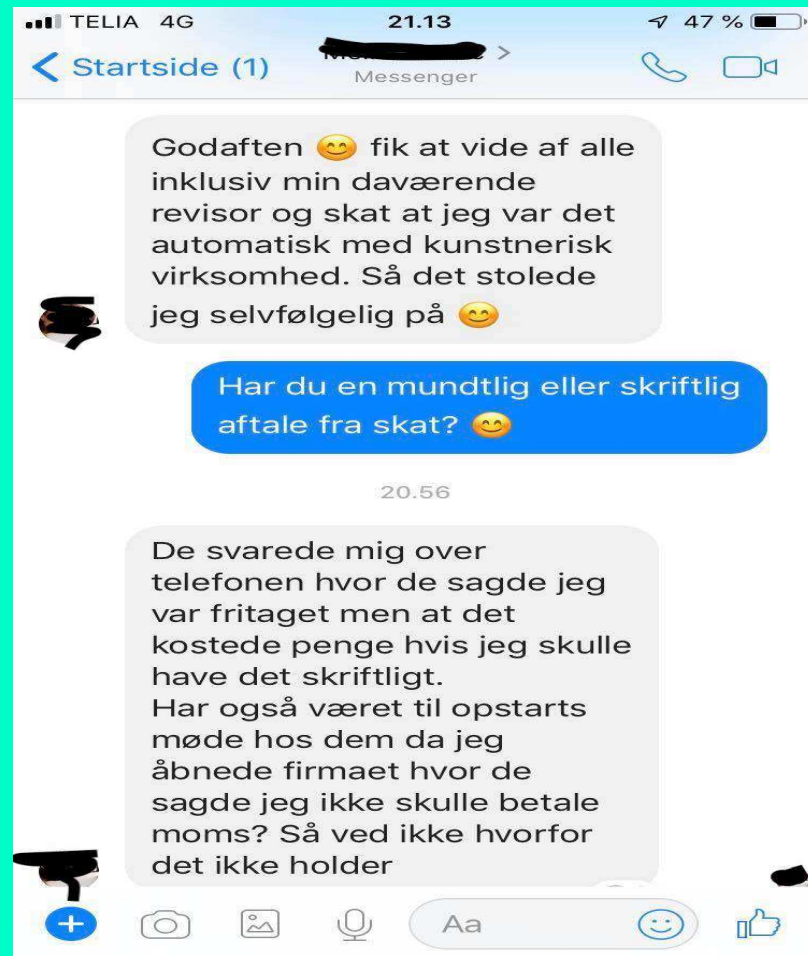 TELIA 4G 21.13 47 %
Startside (1)
Messenger
Godaften 😊 fik at vide af alle
inklusiv min daværende
revisor og skat at jeg var det
automatisk med kunstnerisk
virksomhed. Så det stolede
jeg selvfølgelig på 😊
Har du en mundtlig eller skriftlig
aftale fra skat? 😊
20.56
De svarede mig over
telefonen hvor de sagde jeg
var fritaget men at det
kostede penge hvis jeg skulle
have det skriftligt.
Har også været til opstarts
møde hos dem da jeg
åbnede firmaet hvor de
sagde jeg ikke skulle betale
moms? Så ved ikke hvorfor
det ikke holder
Aa